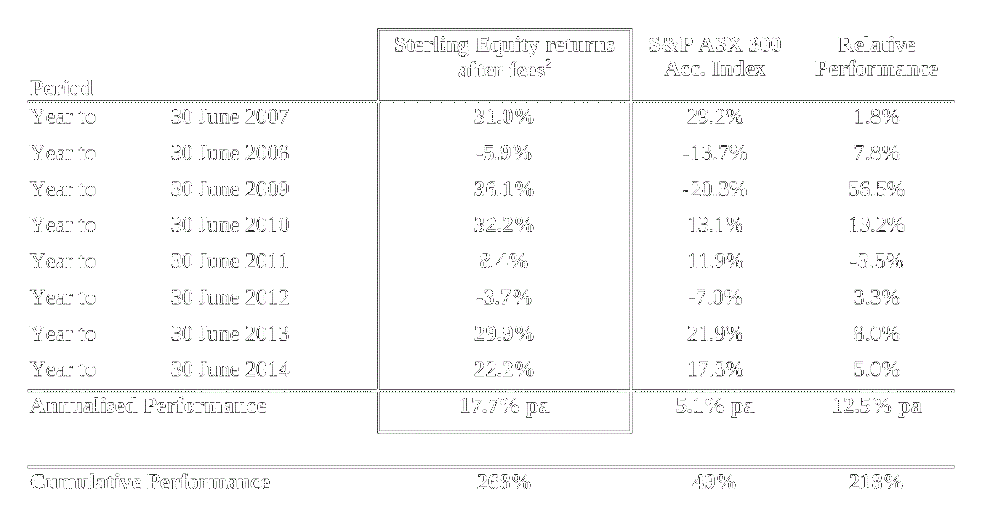 Sterling Equity returns S&P ASX 300 Relative
after fees² Acc. Index Performance
Period
Year to 30 June 2007 31.0% 29.2% 1.8%
Year to 30 June 2008 -5.9% -13.7% 7.8%
Year to 30 June 2009 36.1% -20.3% 56.5%
Year to 30 June 2010 32.2% 13.1% 19.2%
Year to 30 June 2011 8.4% 11.9% -3.5%
Year to 30 June 2012 -3.7% -7.0% 3.3%
Year to 30 June 2013 29.9% 21.9% 8.0%
Year to 30 June 2014 22.2% 17.3% 5.0%
Annualised Performance 17.7% pa 5.1% pa 12.5% pa
Cumulative Performance 268% 49% 218%